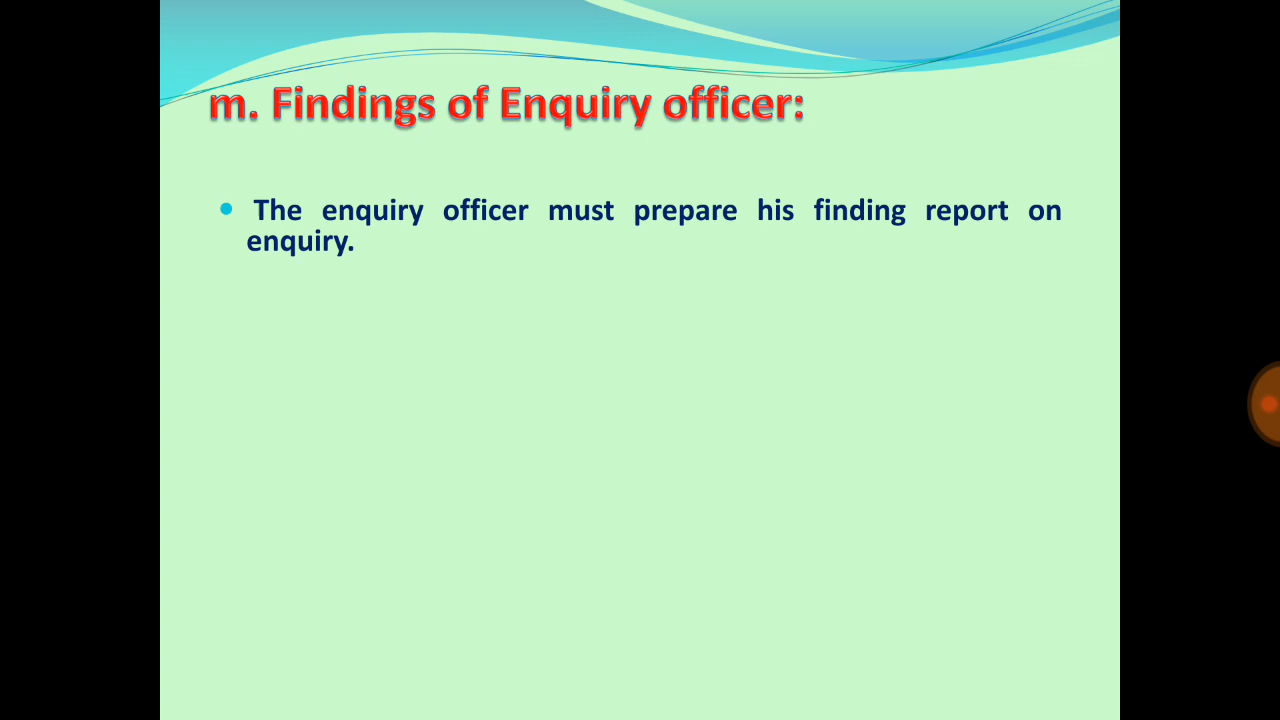 m. Findings of Enquiry officer:
• The enquiry officer must prepare his finding report on
enquiry.